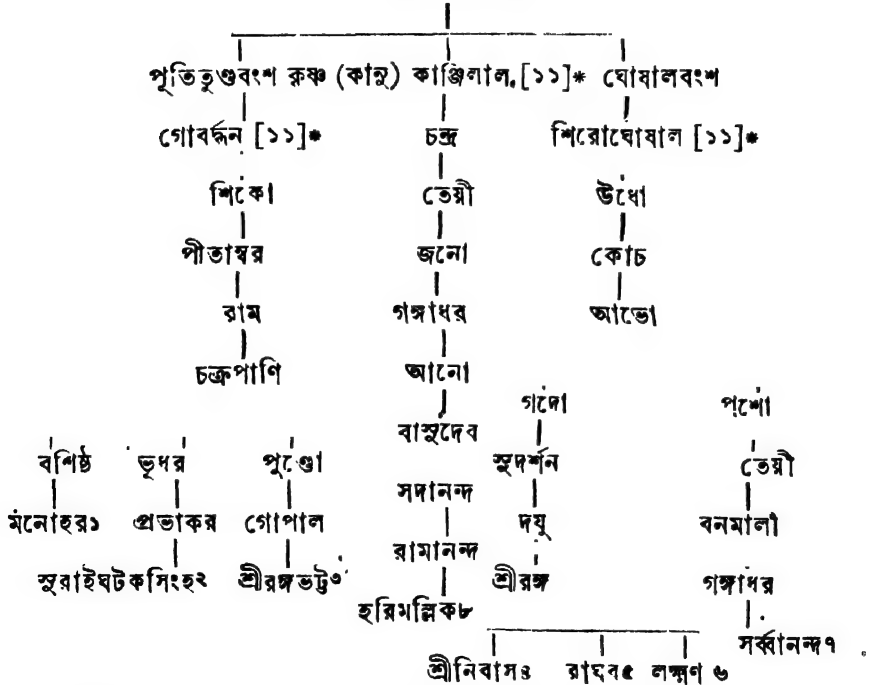 পূতিতুণ্ডবংশ কৃষ্ণ (কানু) কাঞ্জিলাল. [১১]* ঘোষালবংশ
গোবর্দ্ধন [১১]* চন্দ্র শিরোঘোষাল [১১]*
শিকো তেয়ী উধো
পীতাম্বর জনো কোচ
রাম গঙ্গাধর আভো
চক্রপাণি আনো
গদো পশো
বাসুদেব
বশিষ্ঠ ভূধর পুণ্ডো সুদর্শন তেয়ী
সদানন্দ
মনোহর১ প্রভাকর গোপাল দযু বনমালী
রামানন্দ
সুরাইঘটকসিংহ২ শ্রীরঙ্গভট্ট৩ শ্রীরঙ্গ গঙ্গাধর
হরিমল্লিক৮
সর্ব্বানন্দ৭
শ্রীনিবাস৪ রাঘব৫ লক্ষ্মণ ৬